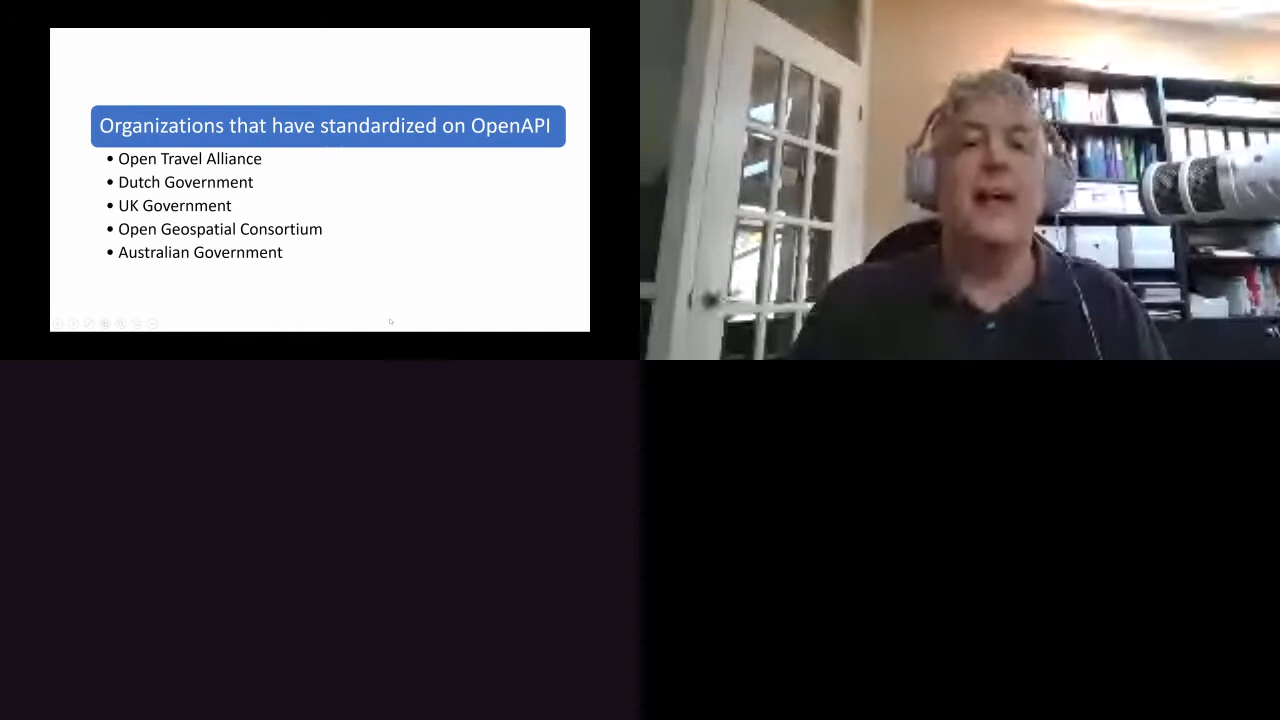 Organizations that have standardized on OpenAPI
• Open Travel Alliance
• Dutch Government
• UK Government
• Open Geospatial Consortium
• Australian Government